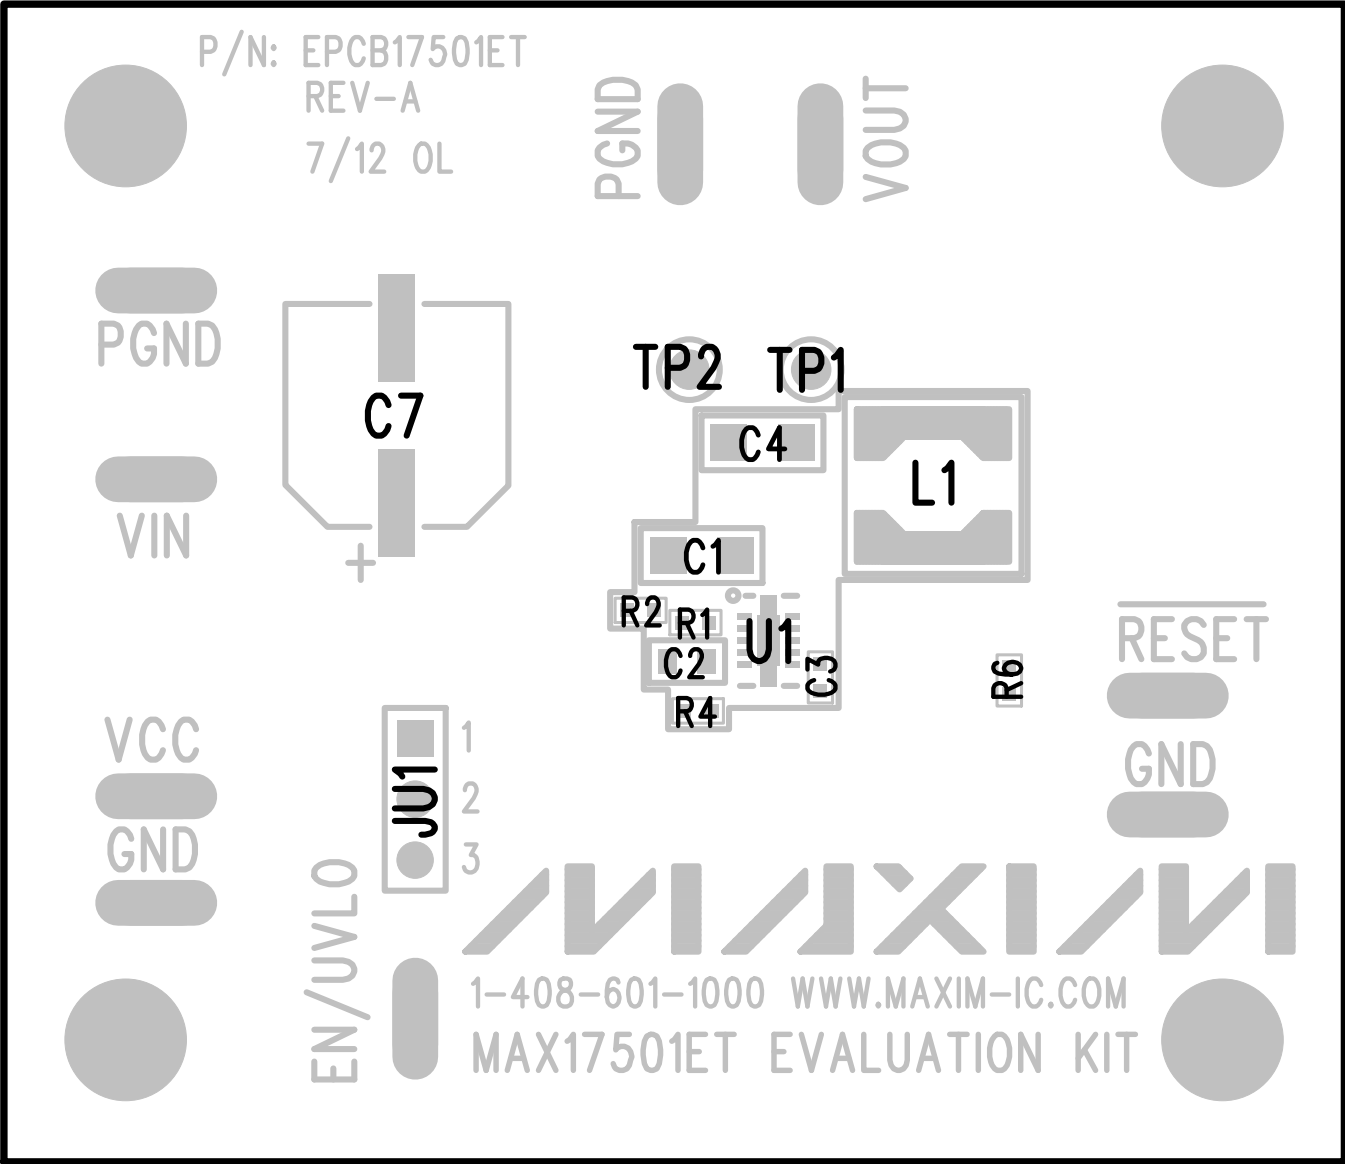 P/N: EPCB17501ET
REV-A
7/12 OL
PGND
VOUT
PGND
VIN
C7
+
TP2
TP1
C4
L1
C1
R2
R1
U1
C2
C3
R4
R6
RESET
GND
VCC
GND
JU1
1
2
3
EN/UVLO
MAXIM
1-408-601-1000 WWW.MAXIM-IC.COM
MAX17501ET EVALUATION KIT